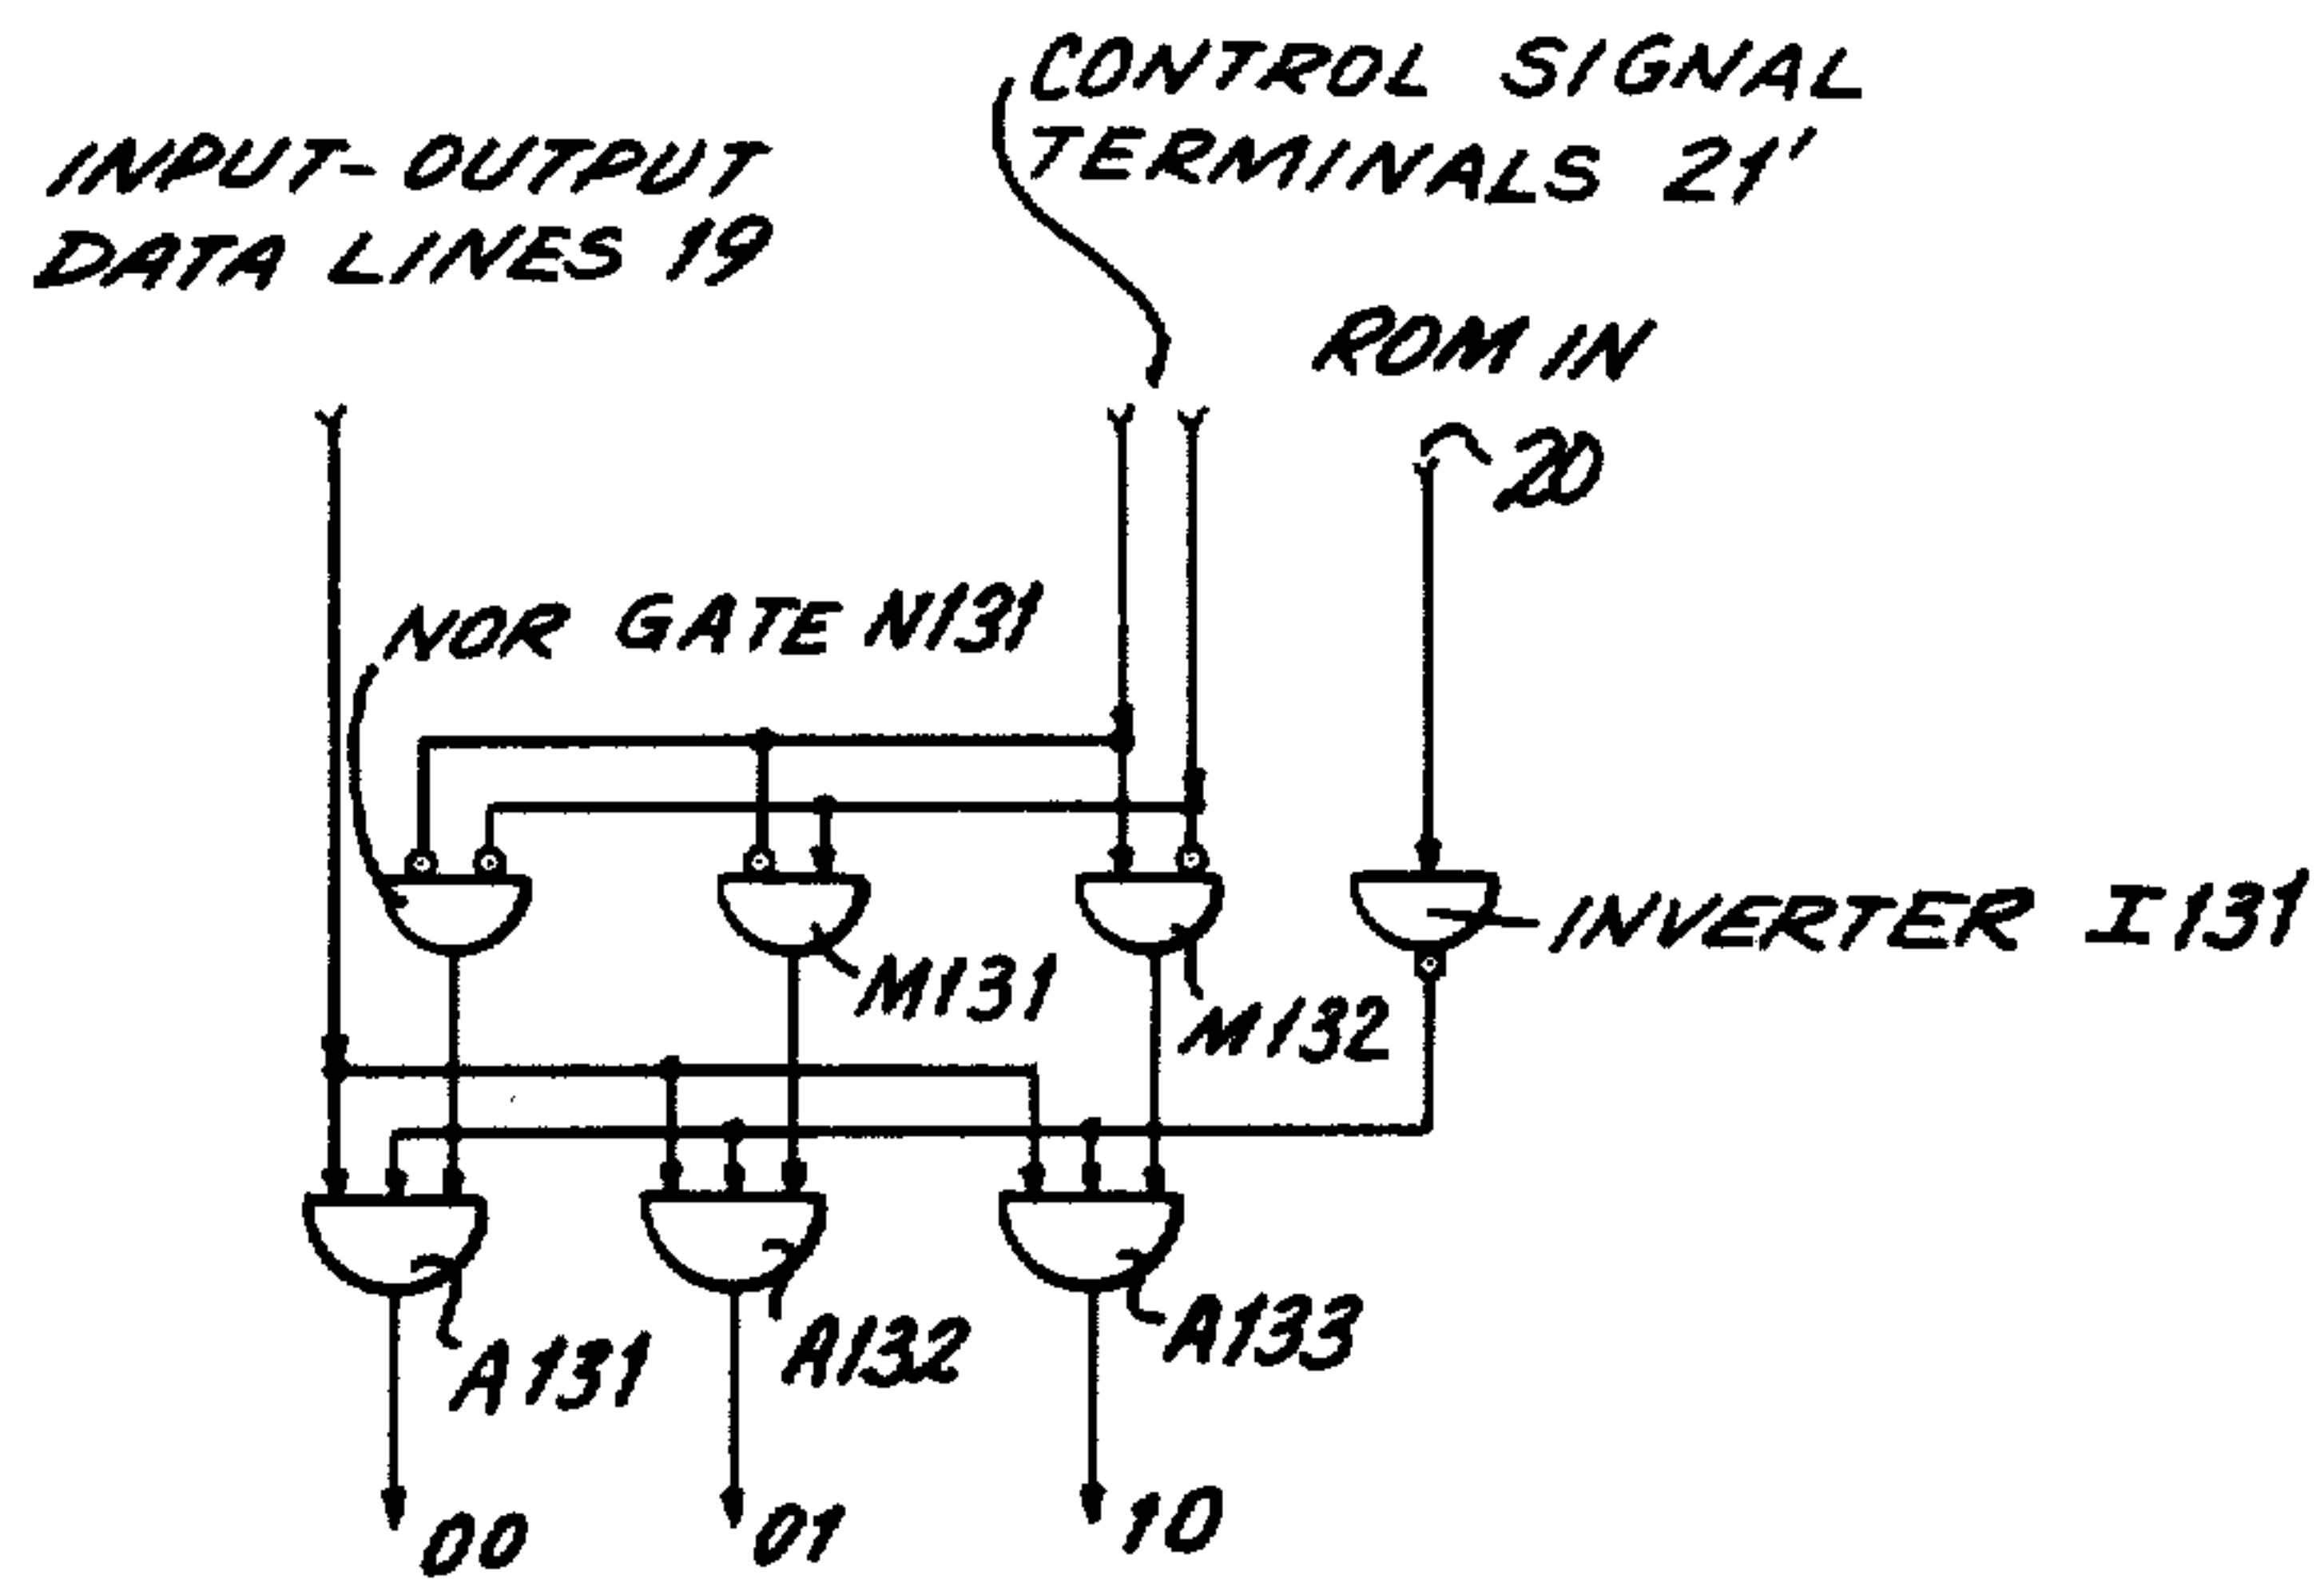 CONTROL SIGNAL
TERMINALS 21'
INPUT-OUTPUT
DATA LINES 19
ROM IN
20
NOR GATE N131
INVERTER I131
M131
M132
A131
A132
A133
00
01
10